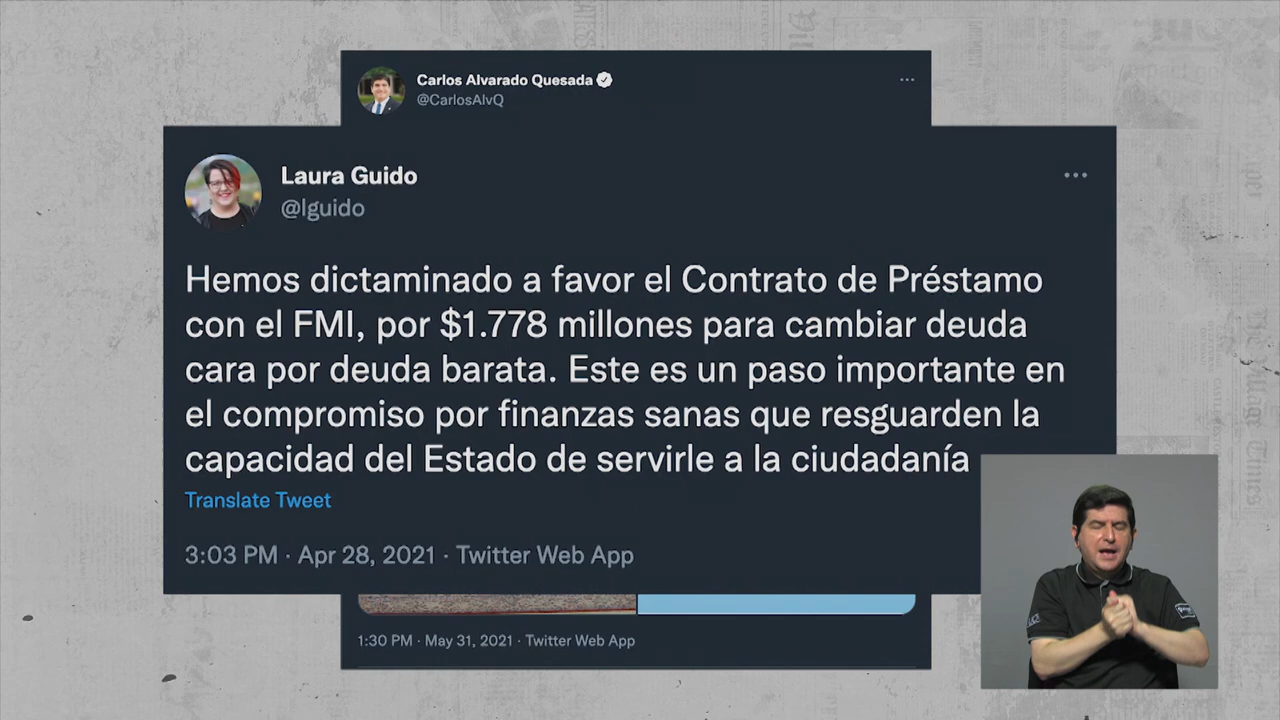 Carlos Alvarado Quesada
@CarlosAlvQ
Laura Guido
@lguido
Hemos dictaminado a favor el Contrato de Préstamo
con el FMI, por $1.778 millones para cambiar deuda
cara por deuda barata. Este es un paso importante en
el compromiso por finanzas sanas que resguarden la
capacidad del Estado de servirle a la ciudadanía
Translate Tweet
3:03 PM · Apr 28, 2021 · Twitter Web App
1:30 PM · May 31, 2021 · Twitter Web App